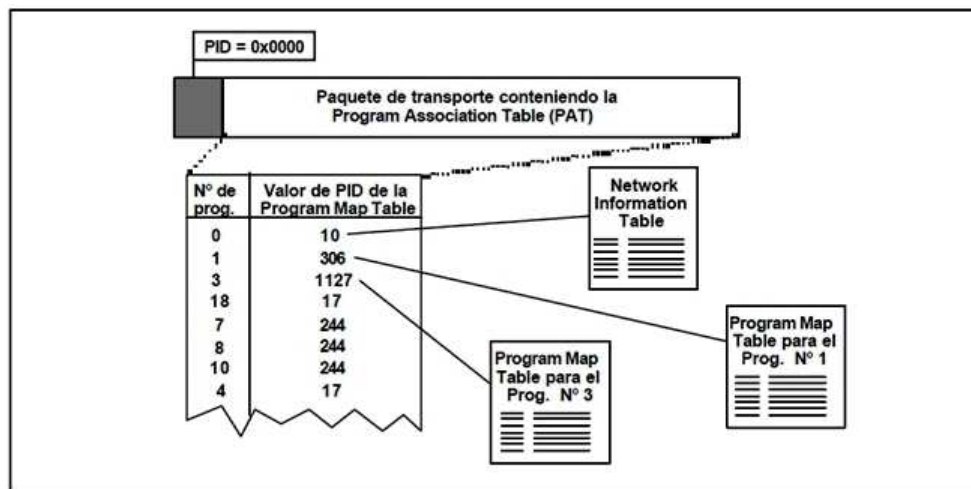 PID = 0x0000
Paquete de transporte conteniendo la
Program Association Table (PAT)
Nº de
prog.
Valor de PID de la
Program Map Table
0 10
1 306
3 1127
18 17
7 244
8 244
10 244
4 17
Network
Information
Table
Program Map
Table para el
Prog. Nº 1
Program Map
Table para el
Prog. Nº 3